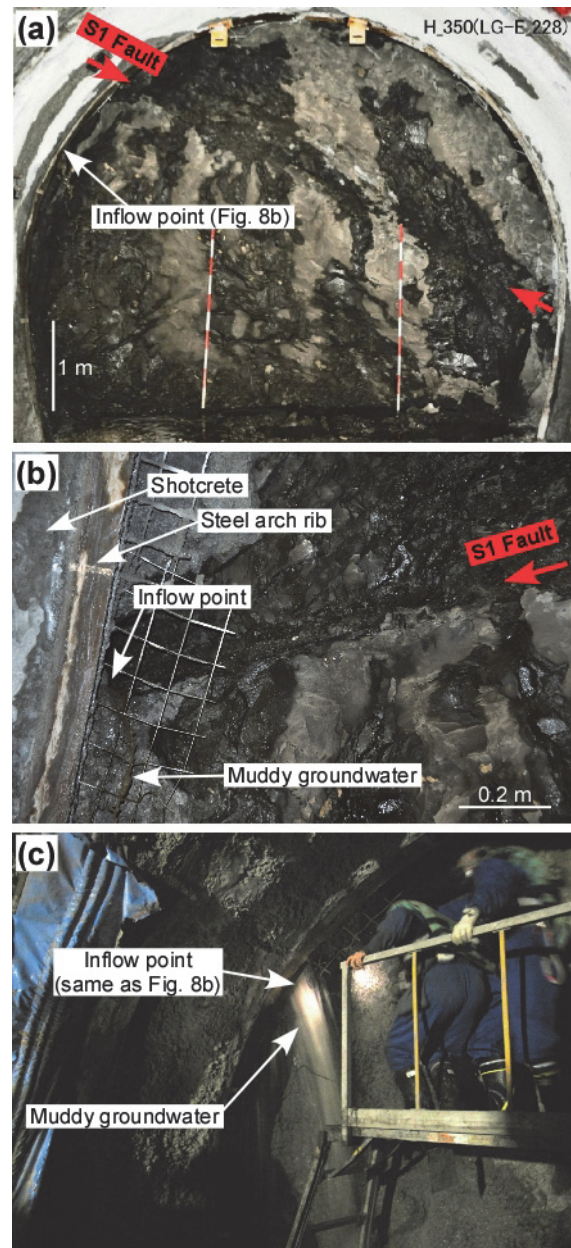 (a)
S1 Fault
H_350(LG-E_228)
Inflow point (Fig. 8b)
1 m
(b)
Shotcrete
Steel arch rib
S1 Fault
Inflow point
Muddy groundwater
0.2 m
(c)
Inflow point
(same as Fig. 8b)
Muddy groundwater